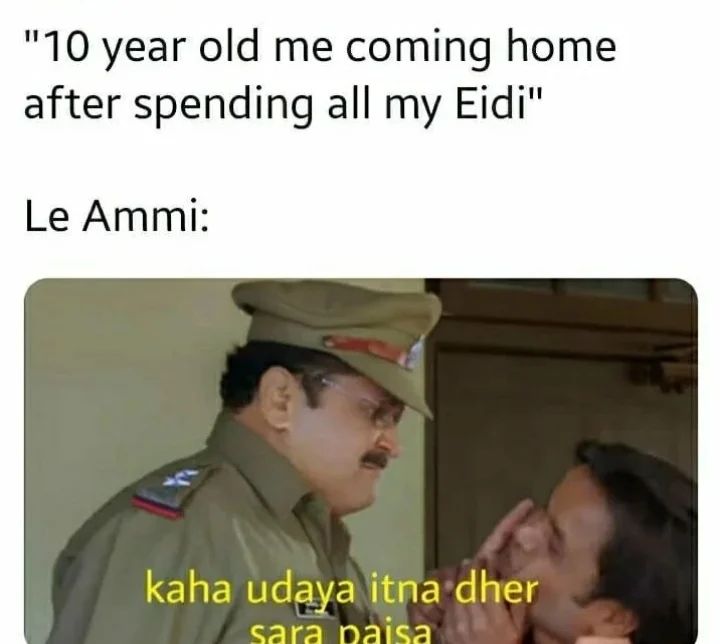 "10 year old me coming home
after spending all my Eidi"
Le Ammi:
kaha udaya itna dher
sara paisa